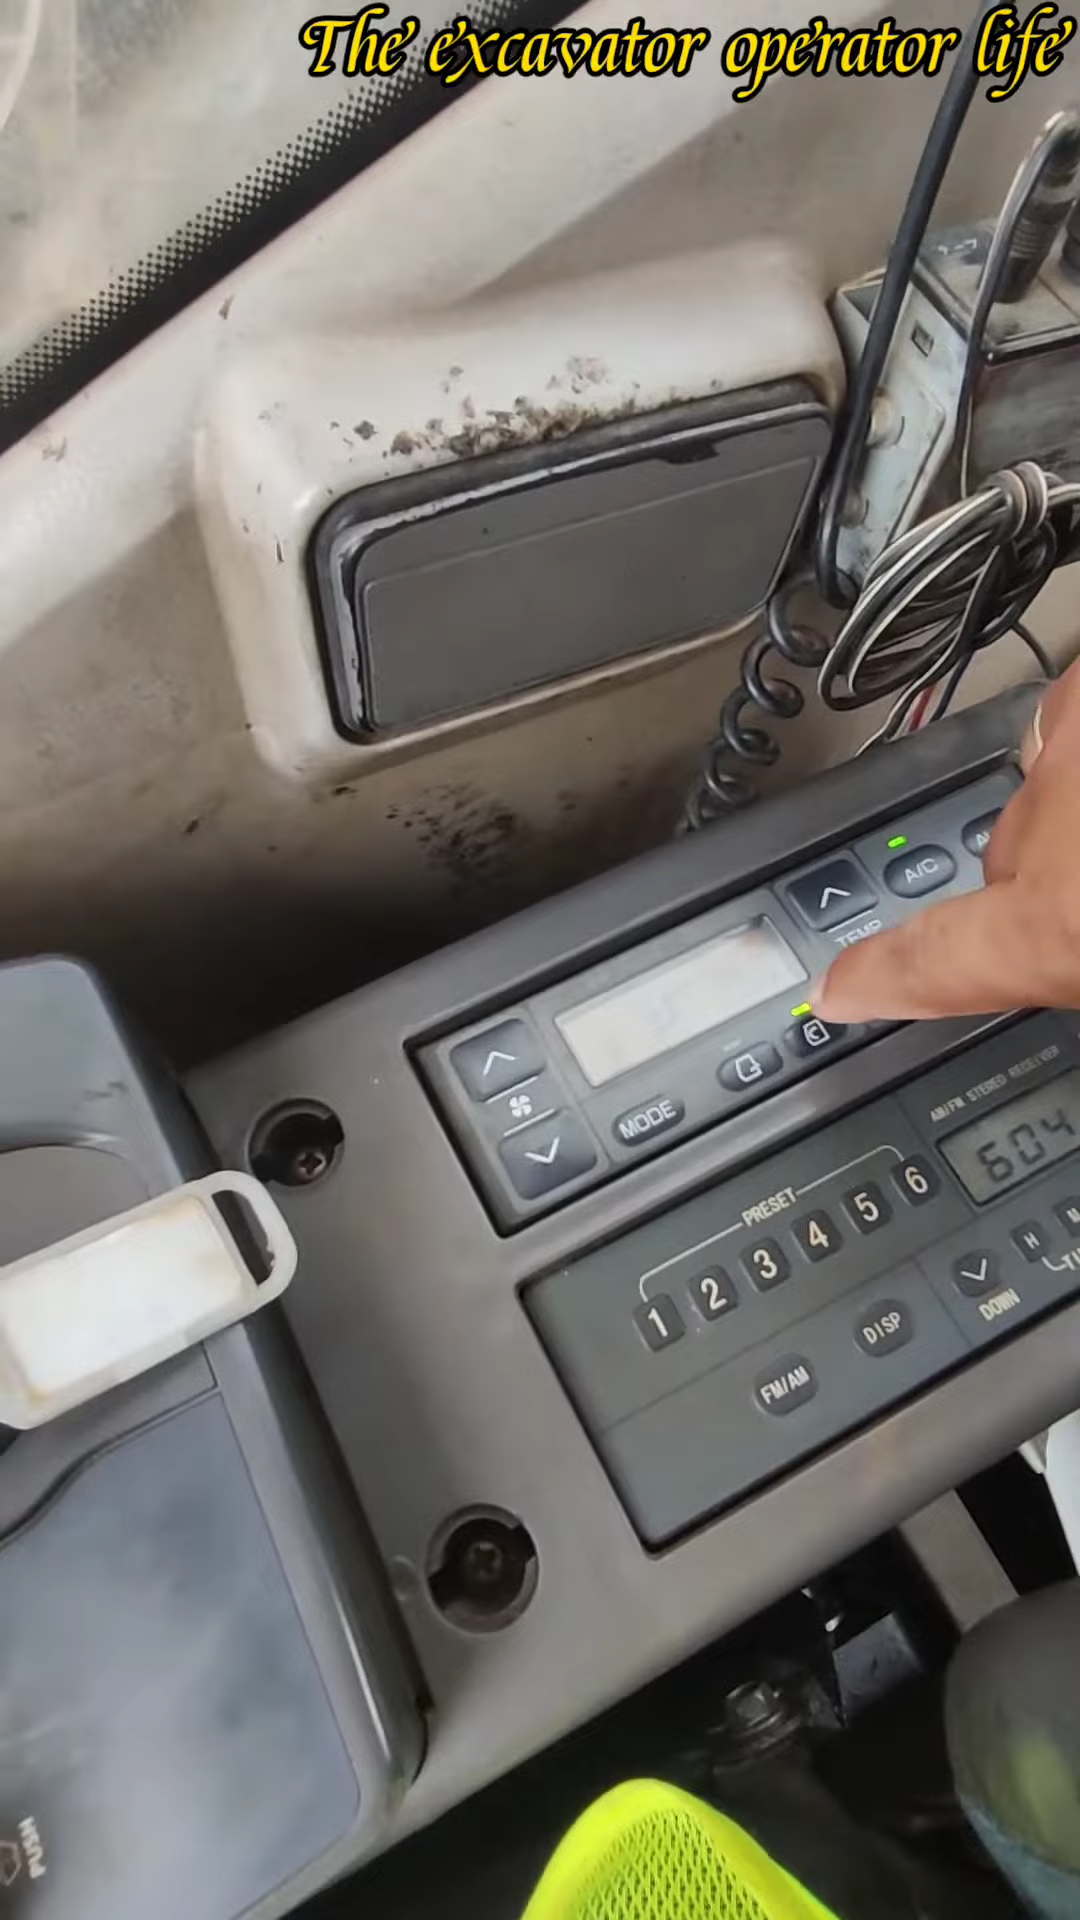 The excavator operator life
A/C
TEMP
MODE
AM/FM STEREO RECEIVER
604
PRESET
1 2 3 4 5 6
H
DOWN
DISP
FM/AM
PUSH